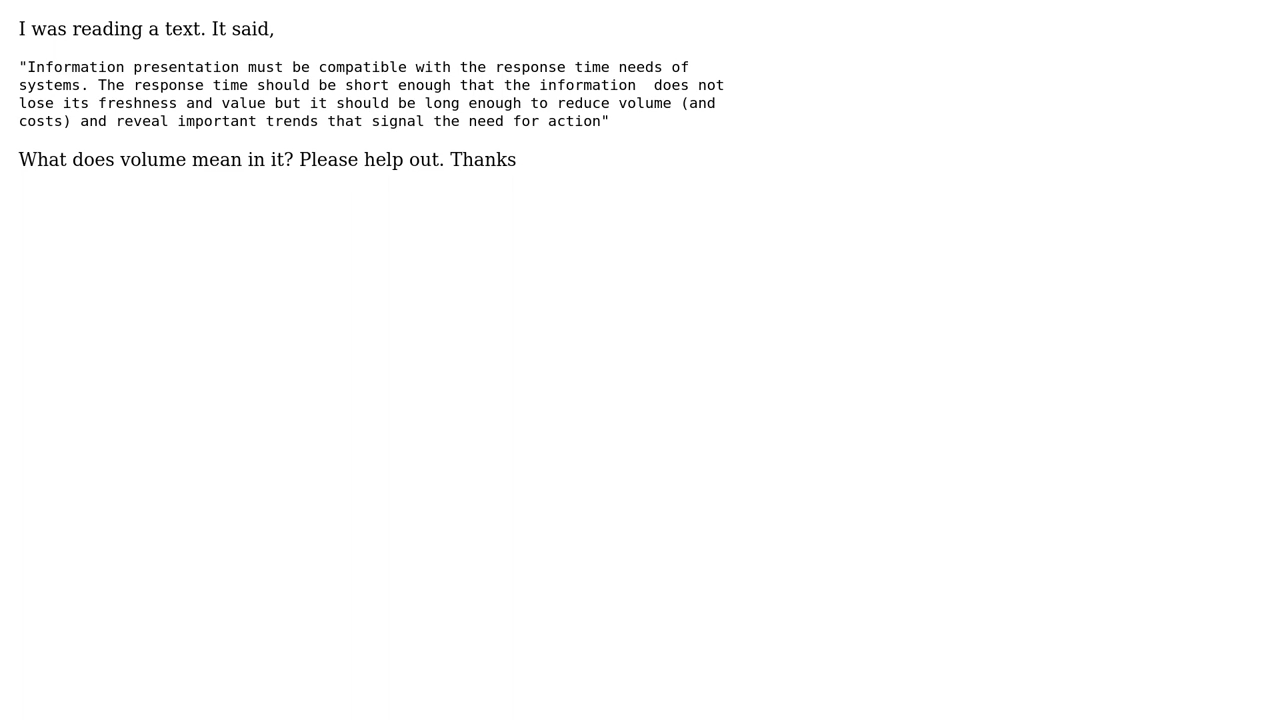 I was reading a text. It said,
"Information presentation must be compatible with the response time needs of
systems. The response time should be short enough that the information  does not
lose its freshness and value but it should be long enough to reduce volume (and
costs) and reveal important trends that signal the need for action"
What does volume mean in it? Please help out. Thanks